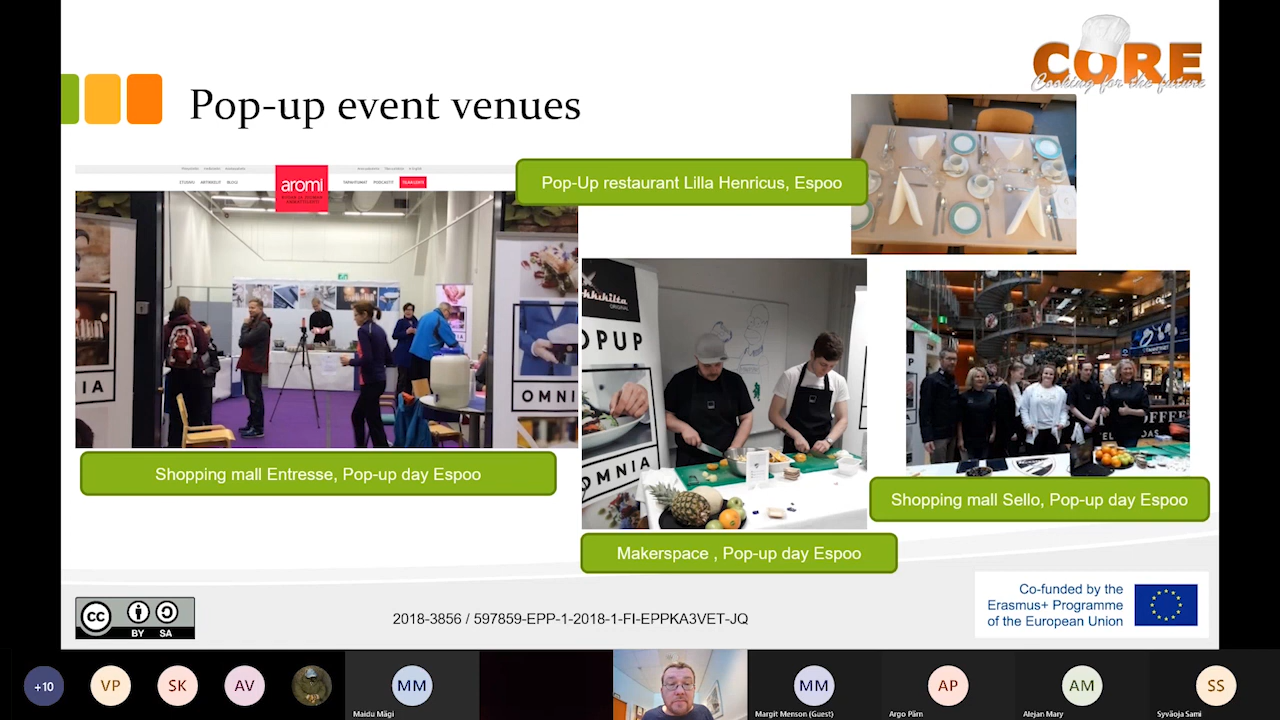 CORE
Cooking for the future
Pop-up event venues
aromi
Pop-Up restaurant Lilla Henricus, Espoo
OMNIA
POPUP
OMNIA
ORIGINAL
Shopping mall Entresse, Pop-up day Espoo
Makerspace , Pop-up day Espoo
Shopping mall Sello, Pop-up day Espoo
cc
BY SA
2018-3856 / 597859-EPP-1-2018-1-FI-EPPKA3VET-JQ
Co-funded by the
Erasmus+ Programme
of the European Union
+10
VP
SK
AV
MM
Maidu Mägi
MM
Margit Menson (Guest)
AP
Argo Pärn
AM
Alejan Mary
SS
Syväoja Sami